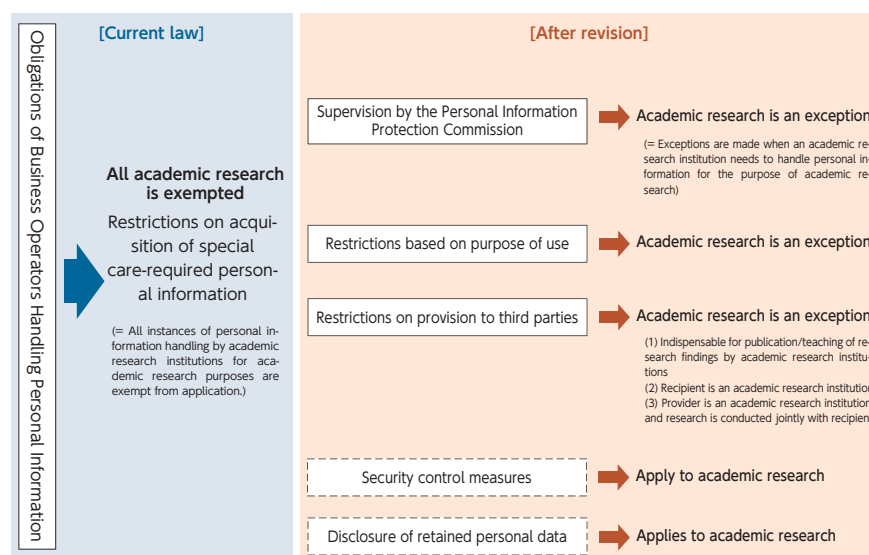 Obligations of Business Operators Handling Personal Information
[Current law]
All academic research
is exempted
Restrictions on acqui-
sition of special
care-required person-
al information
(= All instances of personal in-
formation handling by academic
research institutions for aca-
demic research purposes are
exempt from application.)
[After revision]
Supervision by the Personal Information
Protection Commission
Academic research is an exception
(= Exceptions are made when an academic re-
search institution needs to handle personal in-
formation for the purpose of academic re-
search)
Restrictions based on purpose of use
Academic research is an exception
Restrictions on provision to third parties
Academic research is an exception
(1) Indispensable for publication/teaching of re-
search findings by academic research institu-
tions
(2) Recipient is an academic research institution
(3) Provider is an academic research institution
and research is conducted jointly with recipien
Security control measures
Apply to academic research
Disclosure of retained personal data
Applies to academic research